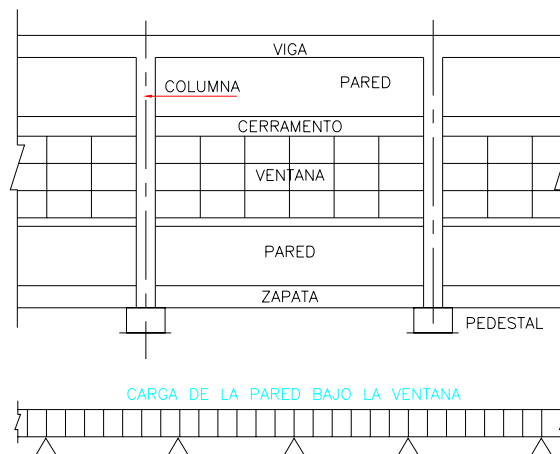 VIGA
COLUMNA
PARED
CERRAMENTO
VENTANA
PARED
ZAPATA
PEDESTAL
CARGA DE LA PARED BAJO LA VENTANA